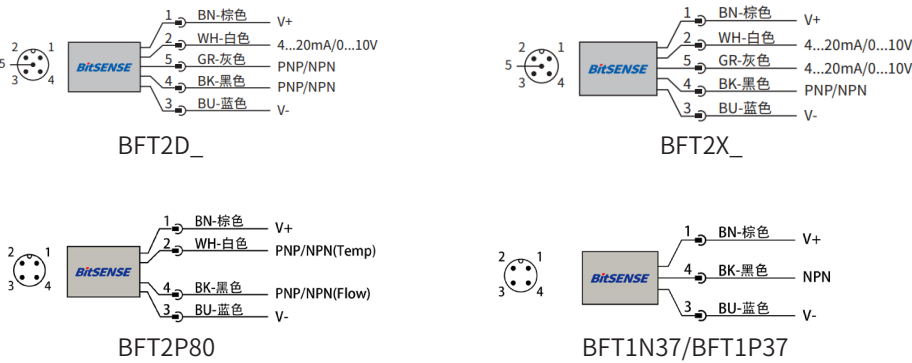 1 BN-棕色 V+
2 WH-白色 4...20mA/0...10V
5 GR-灰色 PNP/NPN
4 BK-黑色 PNP/NPN
3 BU-蓝色 V-
2 1
5
3 4
BitSENSE
BFT2D_
1 BN-棕色 V+
2 WH-白色 4...20mA/0...10V
5 GR-灰色 4...20mA/0...10V
4 BK-黑色 PNP/NPN
3 BU-蓝色 V-
2 1
5
3 4
BitSENSE
BFT2X_
1 BN-棕色 V+
2 WH-白色 PNP/NPN(Temp)
4 BK-黑色 PNP/NPN(Flow)
3 BU-蓝色 V-
2 1
3 4
BitSENSE
BFT2P80
1 BN-棕色 V+
4 BK-黑色 NPN
3 BU-蓝色 V-
2 1
3 4
BitSENSE
BFT1N37/BFT1P37